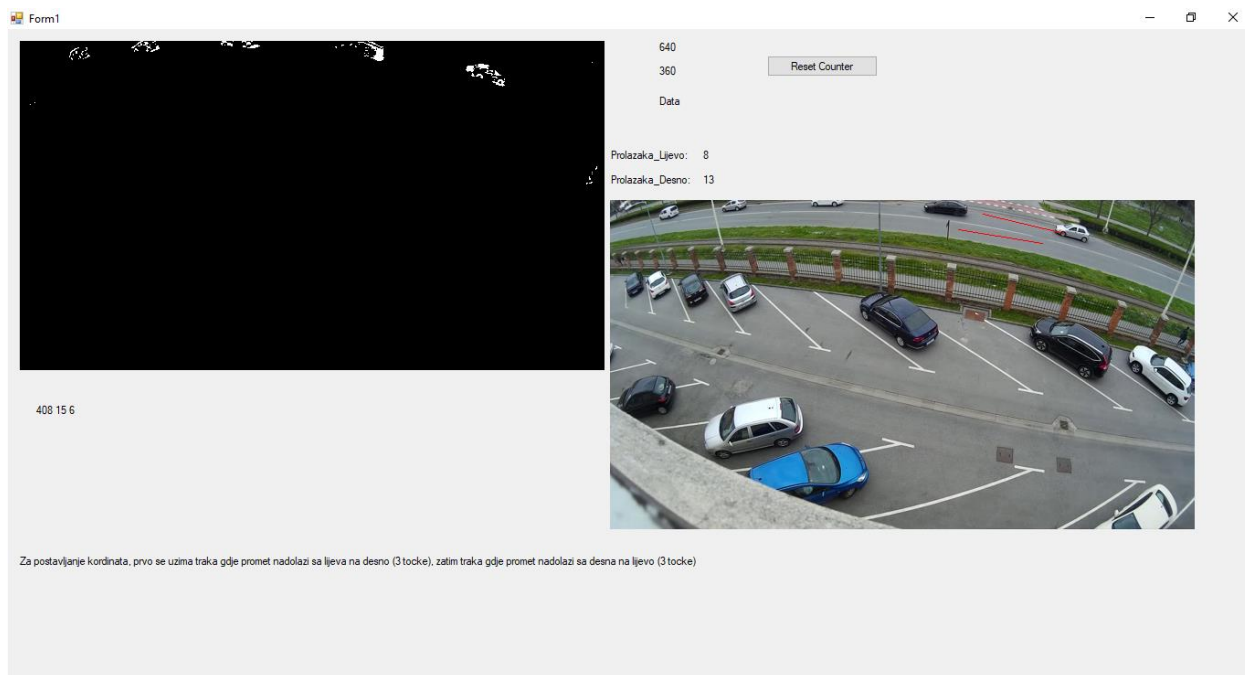 Form1
640
360
Reset Counter
Data
Prolazaka_Lijevo: 8
Prolazaka_Desno: 13
408 15 6
Za postavljanje kordinata, prvo se uzima traka gdje promet nadolazi sa lijeva na desno (3 tocke), zatim traka gdje promet nadolazi sa desna na lijevo (3 tocke)